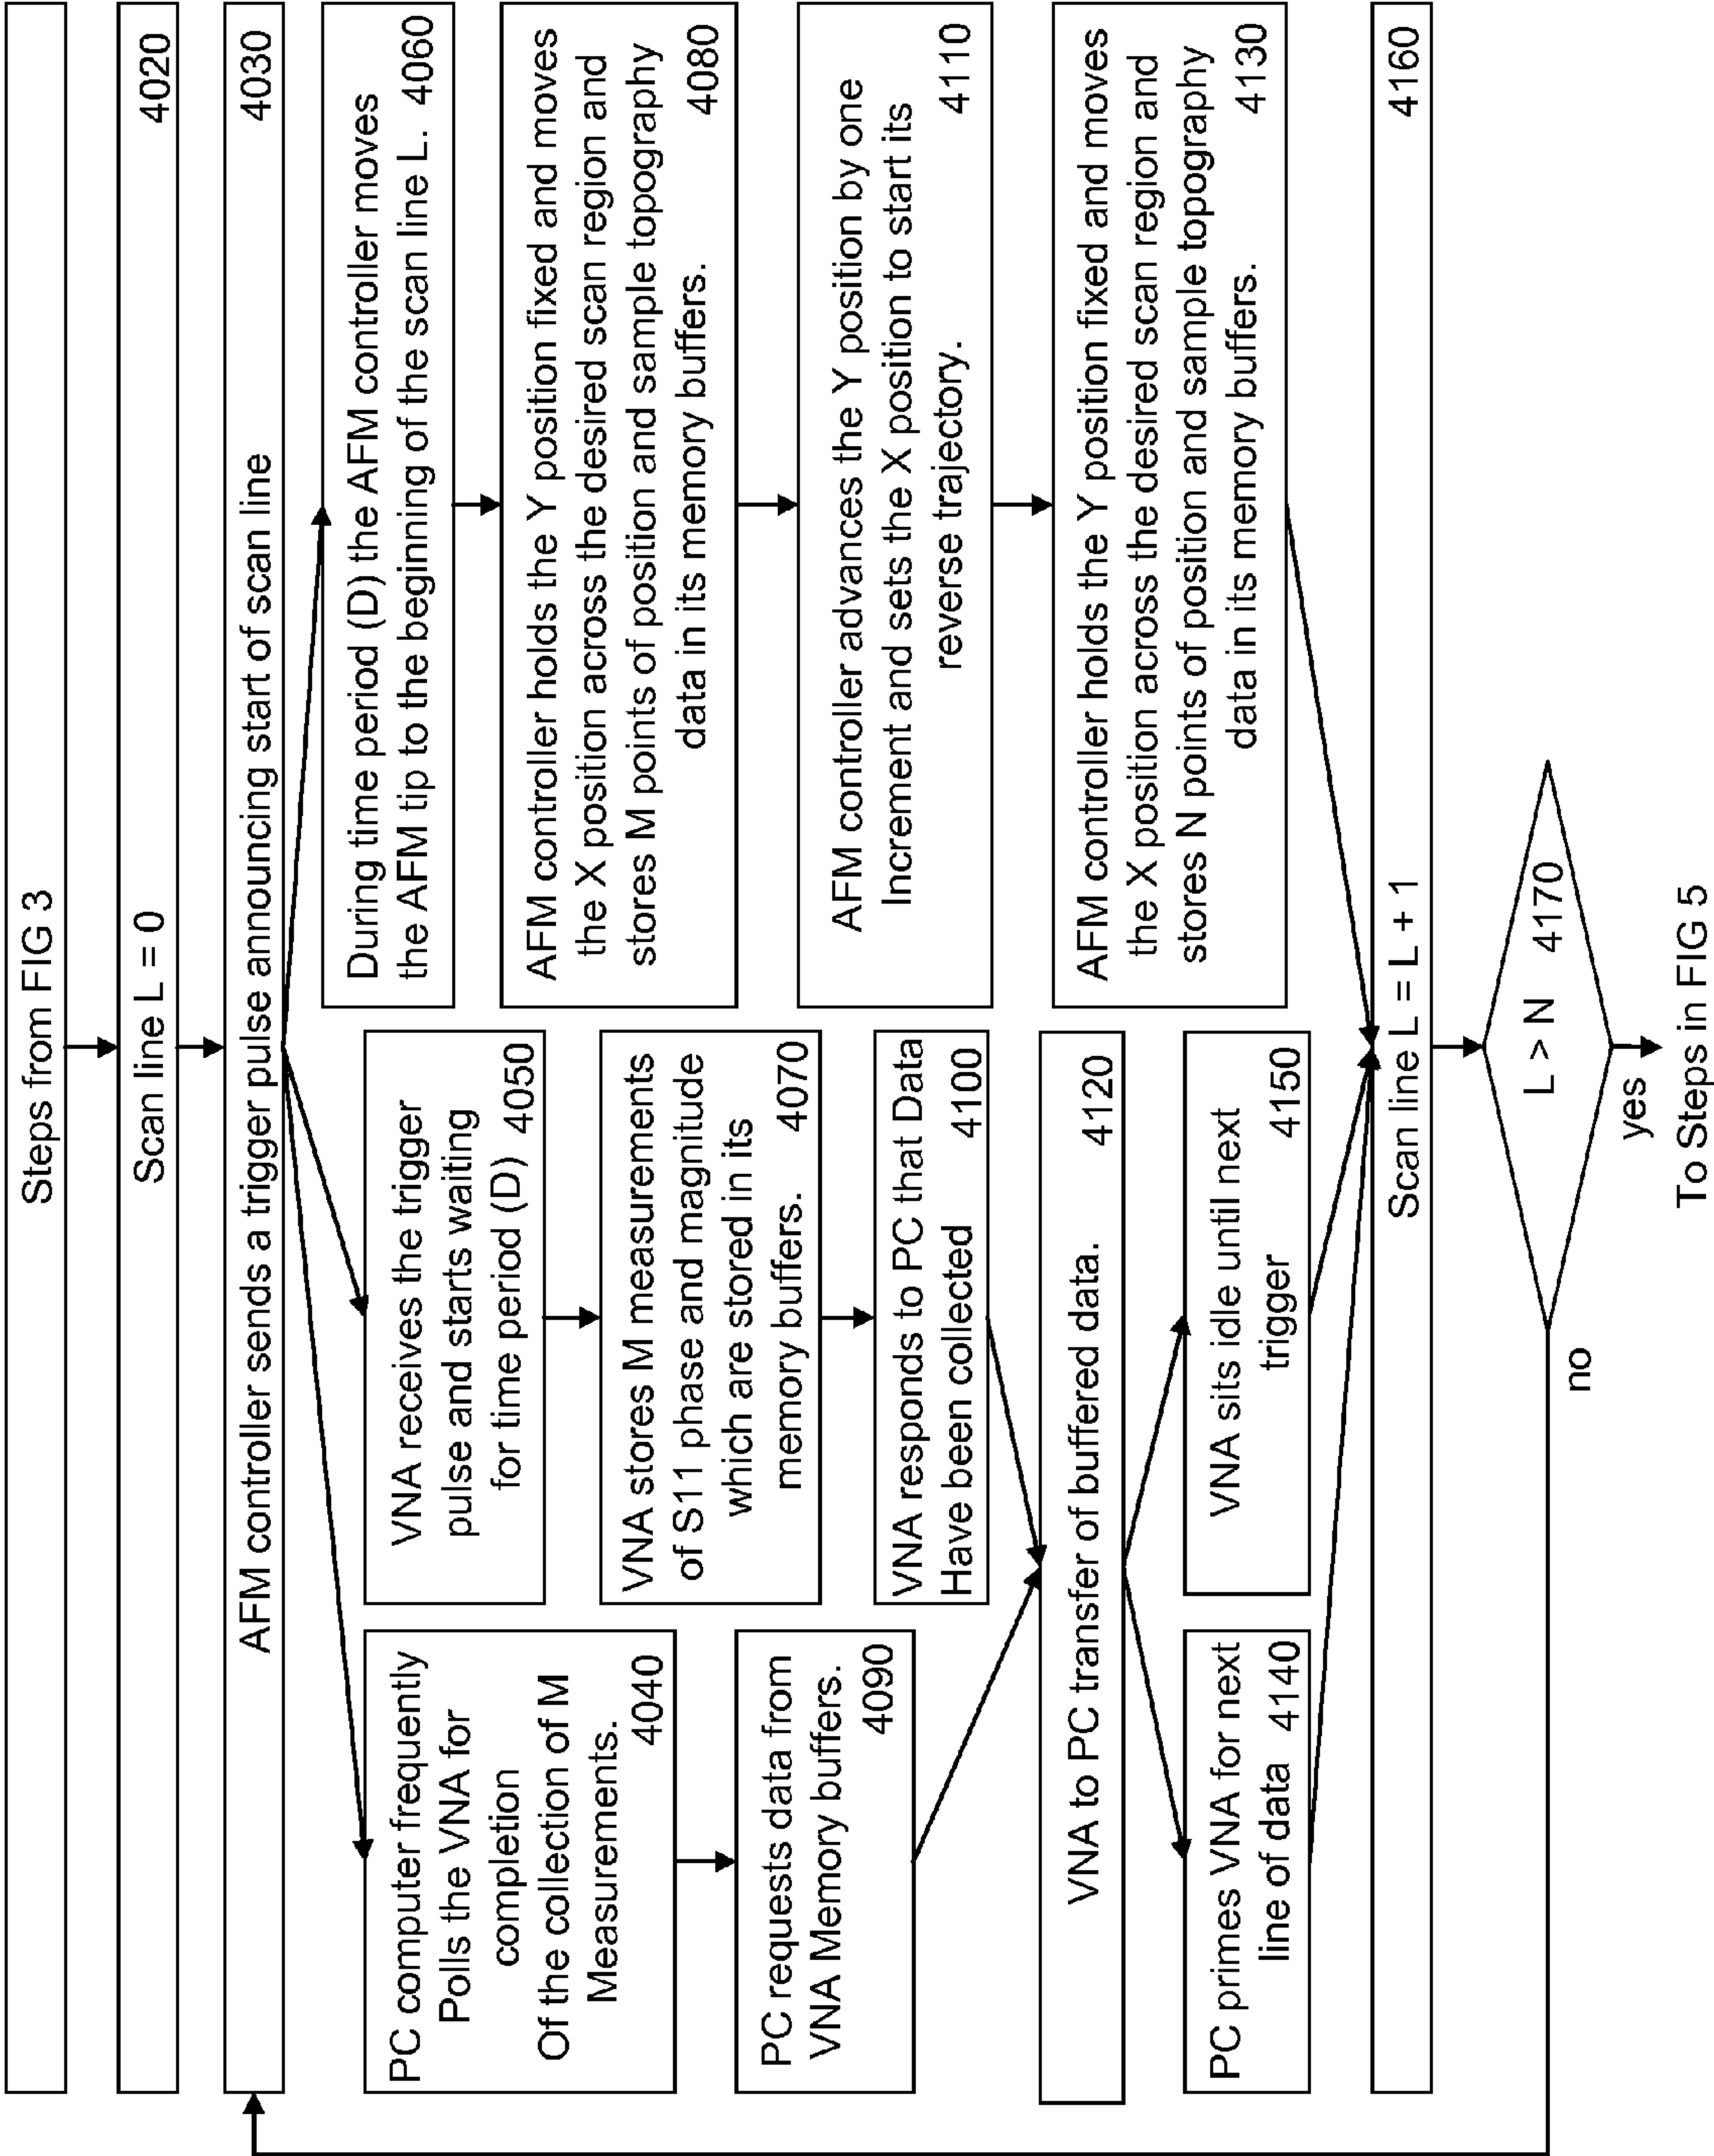 Steps from FIG 3
Scan line L = 0
4020
AFM controller sends a trigger pulse announcing start of scan line
4030
PC computer frequently
Polls the VNA for
completion
Of the collection of M
Measurements.
4040
VNA receives the trigger
pulse and starts waiting
for time period (D) 4050
During time period (D) the AFM controller moves
the AFM tip to the beginning of the scan line L. 4060
VNA stores M measurements
of S11 phase and magnitude
which are stored in its
memory buffers. 4070
AFM controller holds the Y position fixed and moves
the X position across the desired scan region and
stores M points of position and sample topography
data in its memory buffers. 4080
PC requests data from
VNA Memory buffers.
4090
VNA responds to PC that Data
Have been collected 4100
AFM controller advances the Y position by one
Increment and sets the X position to start its
reverse trajectory. 4110
VNA to PC transfer of buffered data. 4120
AFM controller holds the Y position fixed and moves
the X position across the desired scan region and
stores N points of position and sample topography
data in its memory buffers. 4130
PC primes VNA for next
line of data 4140
VNA sits idle until next
trigger 4150
Scan line L = L + 1
4160
L > N 4170
no
yes
To Steps in FIG 5